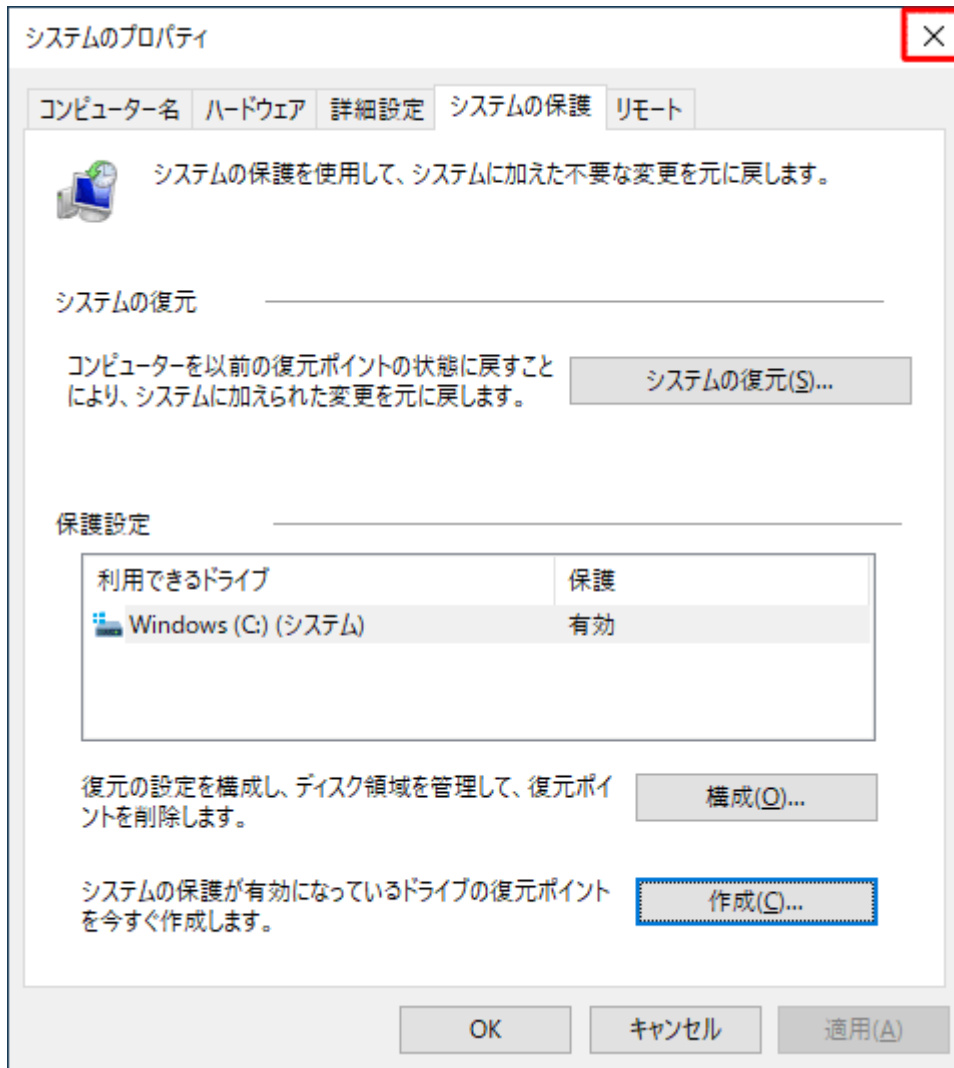 システムのプロパティ
コンピューター名 ハードウェア 詳細設定 システムの保護 リモート
システムの保護を使用して、システムに加えた不要な変更を元に戻します。
システムの復元
コンピューターを以前の復元ポイントの状態に戻すこと
により、システムに加えられた変更を元に戻します。
システムの復元(S)...
保護設定
利用できるドライブ 保護
Windows (C:) (システム) 有効
復元の設定を構成し、ディスク領域を管理して、復元ポイ
ントを削除します。
構成(O)...
システムの保護が有効になっているドライブの復元ポイント
を今すぐ作成します。
作成(C)...
OK キャンセル 適用(A)